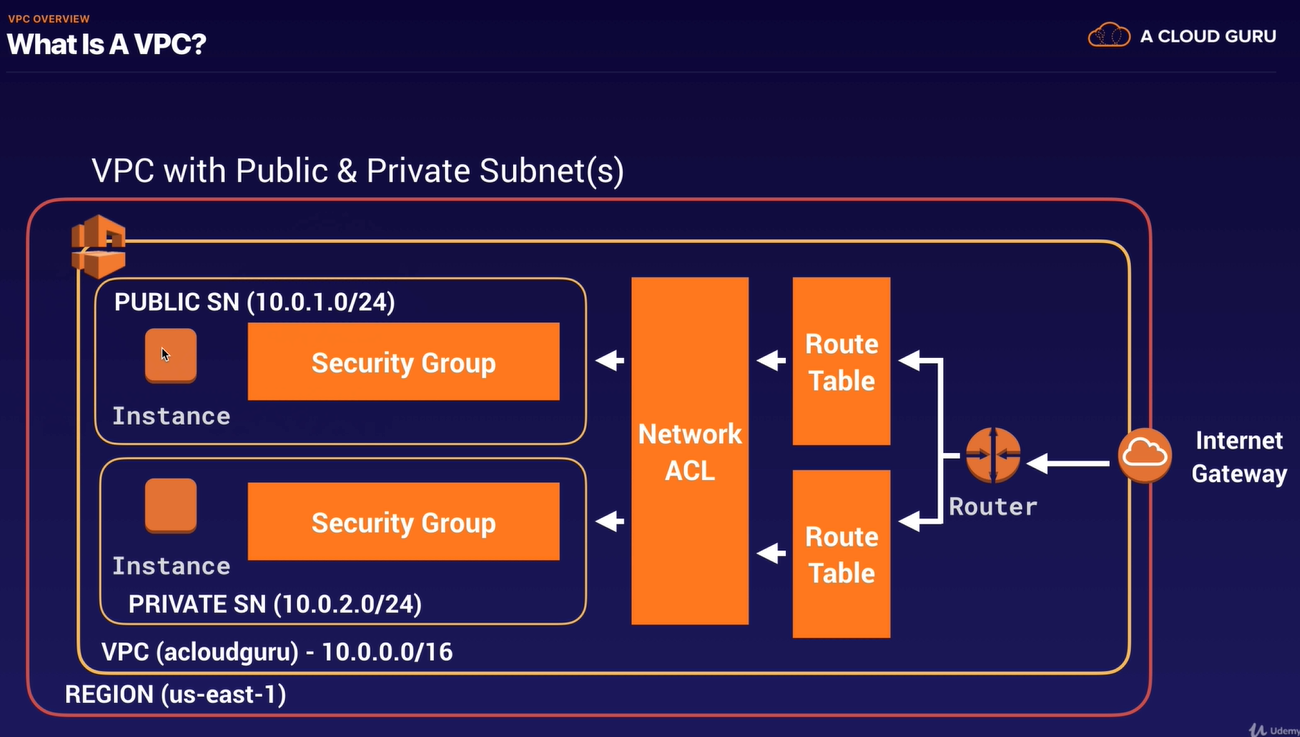 VPC OVERVIEW
What Is A VPC?
A CLOUD GURU
VPC with Public & Private Subnet(s)
PUBLIC SN (10.0.1.0/24)
Security Group
Instance
Security Group
Instance
PRIVATE SN (10.0.2.0/24)
Network
ACL
Route
Table
Route
Table
Router
Internet
Gateway
VPC (acloudguru) - 10.0.0.0/16
REGION (us-east-1)
Udemy